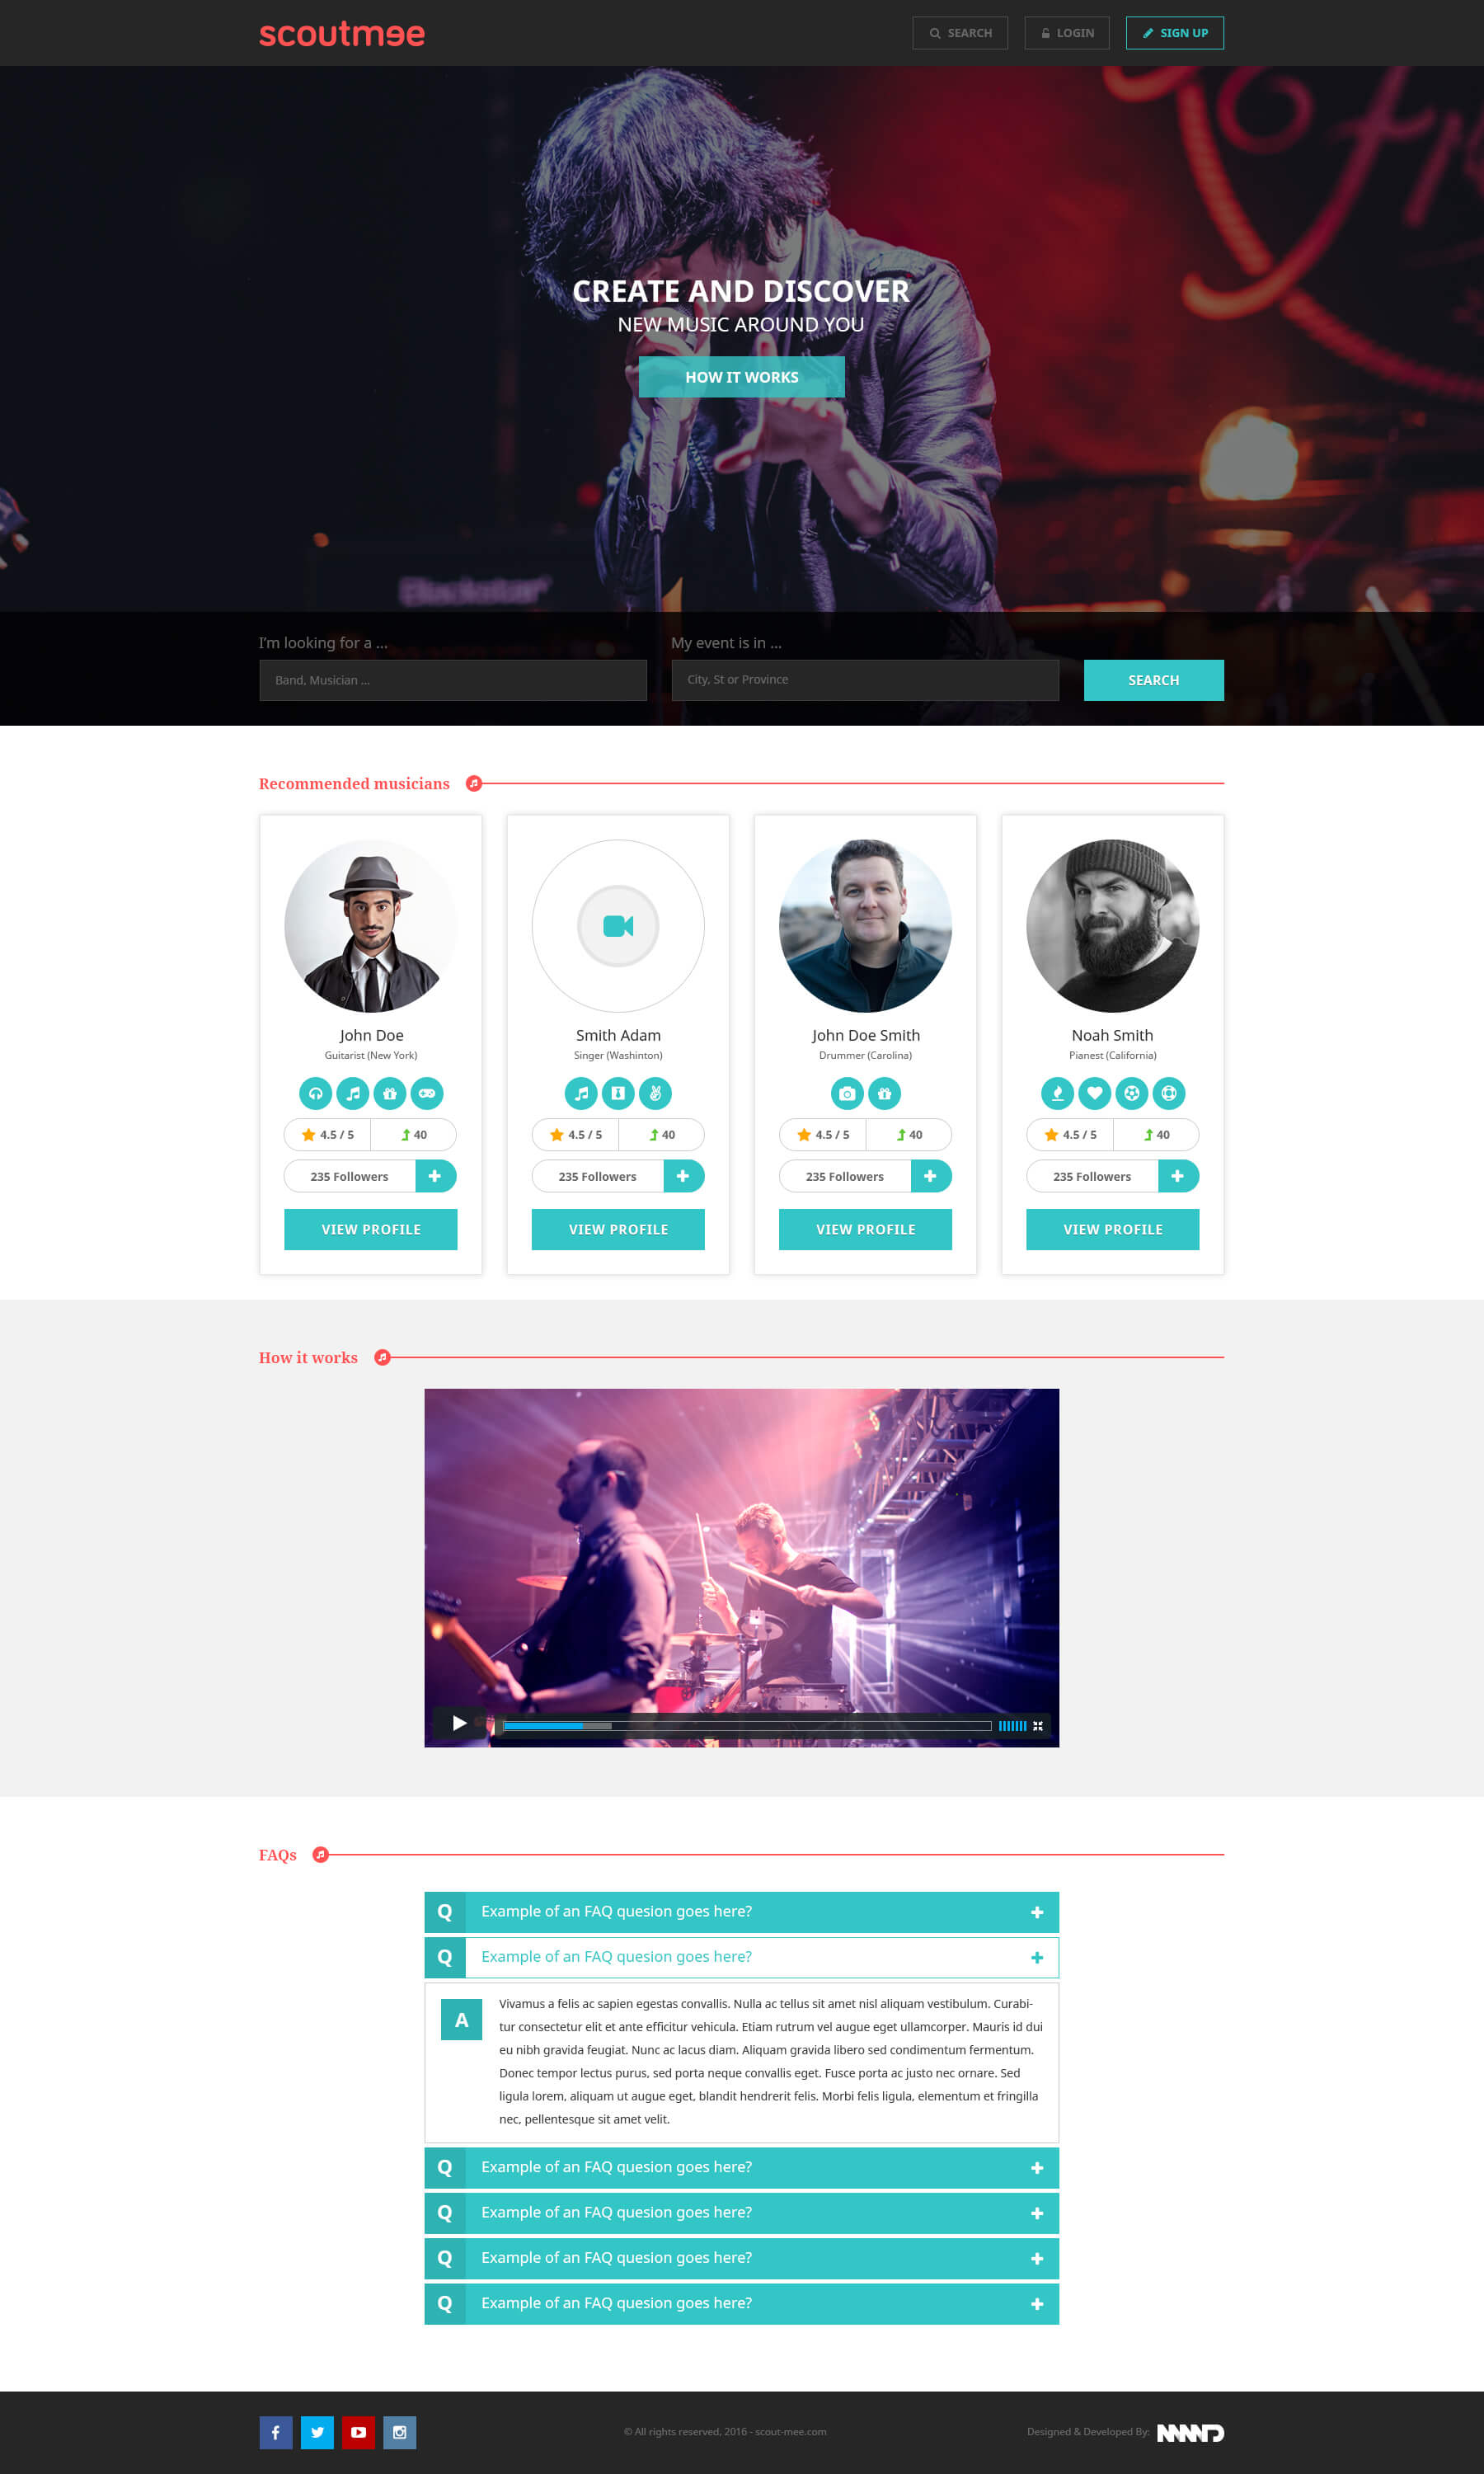 scoutmee
SEARCH
LOGIN
SIGN UP
CREATE AND DISCOVER
NEW MUSIC AROUND YOU
HOW IT WORKS
Blackstar
I'm looking for a ...
My event is in ...
Band, Musician ...
City, St or Province
SEARCH
Recommended musicians
John Doe
Guitarist (New York)
4.5 / 5
40
235 Followers
VIEW PROFILE
Smith Adam
Singer (Washinton)
4.5 / 5
40
235 Followers
VIEW PROFILE
John Doe Smith
Drummer (Carolina)
4.5 / 5
40
235 Followers
VIEW PROFILE
Noah Smith
Pianest (California)
4.5 / 5
40
235 Followers
VIEW PROFILE
How it works
FAQs
Q Example of an FAQ quesion goes here?
Q Example of an FAQ quesion goes here?
A
Vivamus a felis ac sapien egestas convallis. Nulla ac tellus sit amet nisl aliquam vestibulum. Curabi-
tur consectetur elit et ante efficitur vehicula. Etiam rutrum vel augue eget ullamcorper. Mauris id dui
eu nibh gravida feugiat. Nunc ac lacus diam. Aliquam gravida libero sed condimentum fermentum.
Donec tempor lectus purus, sed porta neque convallis eget. Fusce porta ac justo nec ornare. Sed
ligula lorem, aliquam ut augue eget, blandit hendrerit felis. Morbi felis ligula, elementum et fringilla
nec, pellentesque sit amet velit.
Q Example of an FAQ quesion goes here?
Q Example of an FAQ quesion goes here?
Q Example of an FAQ quesion goes here?
Q Example of an FAQ quesion goes here?
© All rights reserved, 2016 - scout-mee.com
Designed & Developed By: